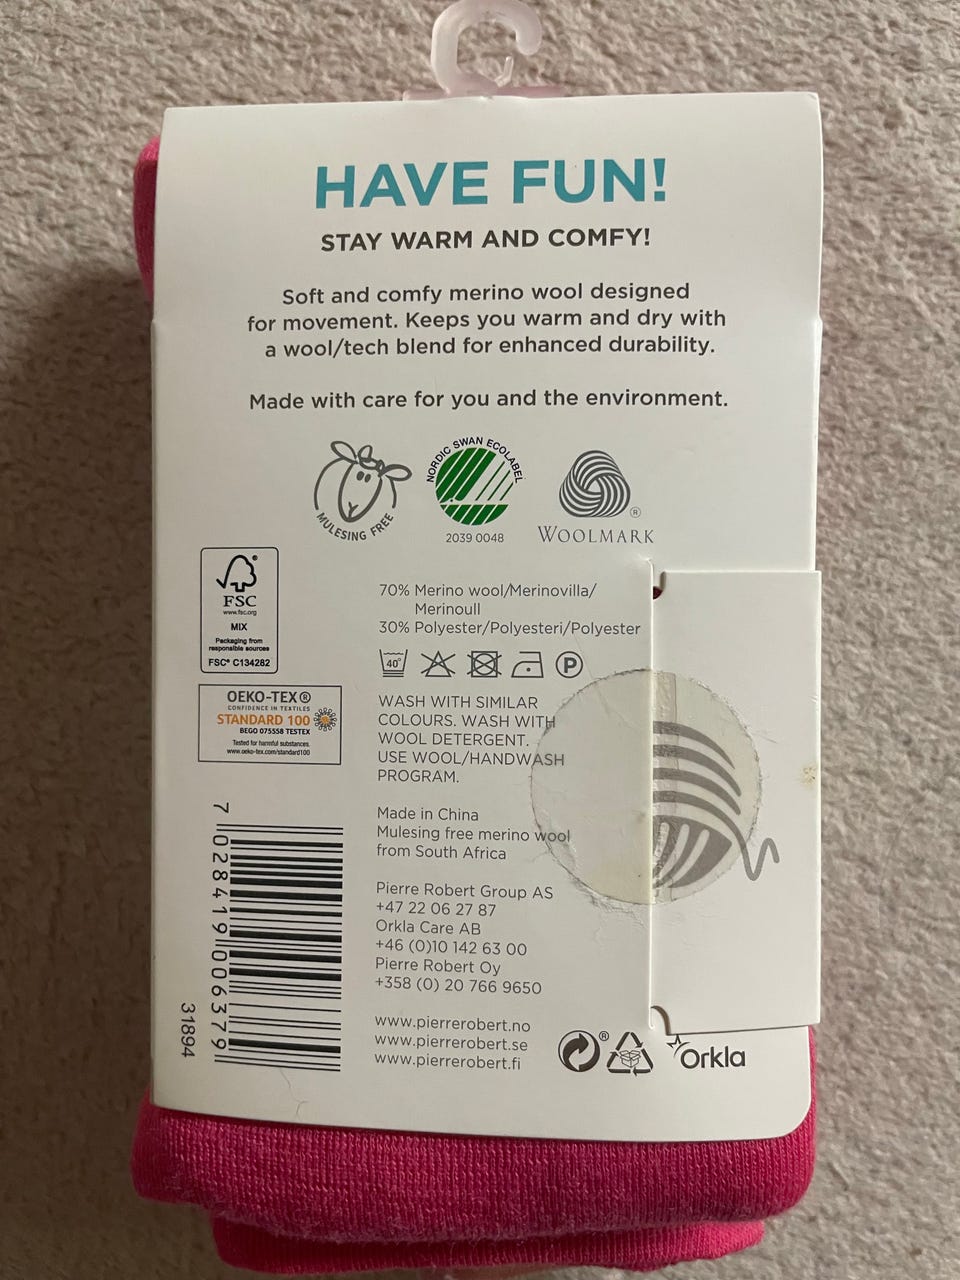 HAVE FUN!
STAY WARM AND COMFY!
Soft and comfy merino wool designed
for movement. Keeps you warm and dry with
a wool/tech blend for enhanced durability.
Made with care for you and the environment.
MULESING FREE
NORDIC SWAN ECOLABEL
2039 0048
®
WOOLMARK
®
FSC
www.fsc.org
MIX
Packaging from
responsible sources
FSC® C134282
OEKO-TEX®
CONFIDENCE IN TEXTILES
STANDARD 100
BEGO 075558 TESTEX
Tested for harmful substances.
www.oeko-tex.com/standard100
70% Merino wool/Merinovilla/
Merinoull
30% Polyester/Polyesteri/Polyester
40°
P
WASH WITH SIMILAR
COLOURS. WASH WITH
WOOL DETERGENT.
USE WOOL/HANDWASH
PROGRAM.
Made in China
Mulesing free merino wool
from South Africa
Pierre Robert Group AS
+47 22 06 27 87
Orkla Care AB
+46 (0)10 142 63 00
Pierre Robert Oy
+358 (0) 20 766 9650
www.pierrerobert.no
www.pierrerobert.se
www.pierrerobert.fi
7 028419 006379
31894
®
Orkla